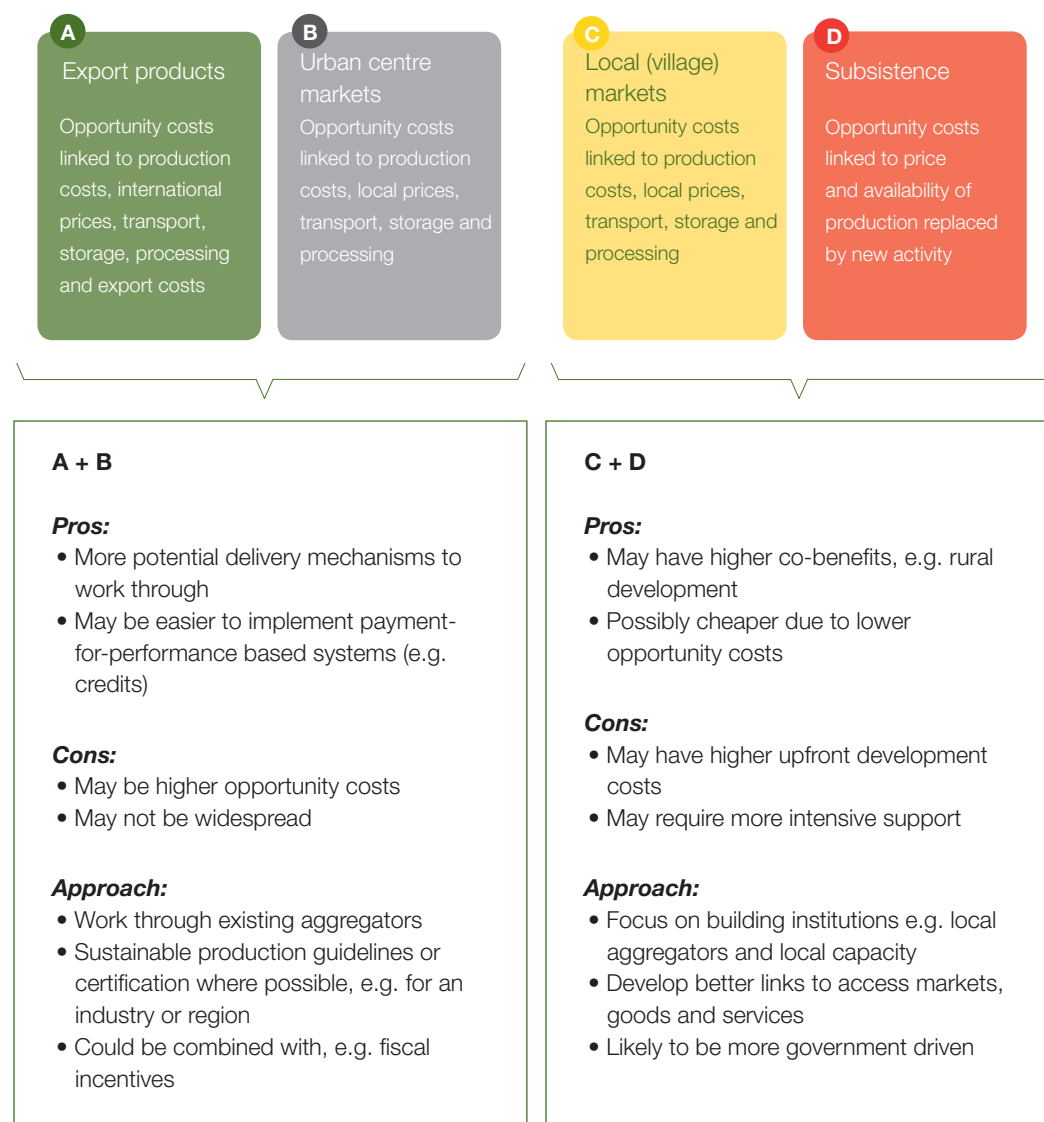 A
Export products
Opportunity costs
linked to production
costs, international
prices, transport,
storage, processing
and export costs
B
Urban centre
markets
Opportunity costs
linked to production
costs, local prices,
transport, storage and
processing
C
Local (village)
markets
Opportunity costs
linked to production
costs, local prices,
transport, storage and
processing
D
Subsistence
Opportunity costs
linked to price
and availability of
production replaced
by new activity
A + B
Pros:
• More potential delivery mechanisms to
work through
• May be easier to implement payment-
for-performance based systems (e.g.
credits)
Cons:
• May be higher opportunity costs
• May not be widespread
Approach:
• Work through existing aggregators
• Sustainable production guidelines or
certification where possible, e.g. for an
industry or region
• Could be combined with, e.g. fiscal
incentives
C + D
Pros:
• May have higher co-benefits, e.g. rural
development
• Possibly cheaper due to lower
opportunity costs
Cons:
• May have higher upfront development
costs
• May require more intensive support
Approach:
• Focus on building institutions e.g. local
aggregators and local capacity
• Develop better links to access markets,
goods and services
• Likely to be more government driven